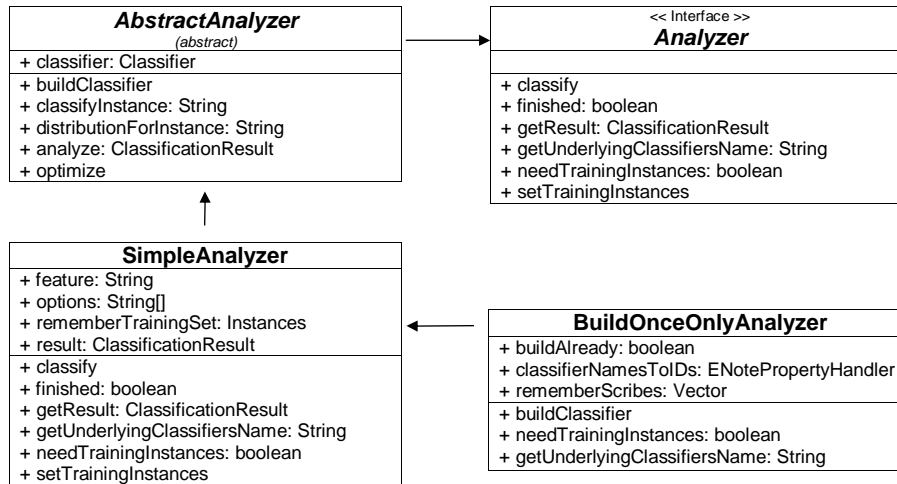 AbstractAnalyzer
(abstract)
+ classifier: Classifier
+ buildClassifier
+ classifyInstance: String
+ distributionForInstance: String
+ analyze: ClassificationResult
+ optimize
<< Interface >>
Analyzer
+ classify
+ finished: boolean
+ getResult: ClassificationResult
+ getUnderlyingClassifiersName: String
+ needTrainingInstances: boolean
+ setTrainingInstances
SimpleAnalyzer
+ feature: String
+ options: String[]
+ rememberTrainingSet: Instances
+ result: ClassificationResult
+ classify
+ finished: boolean
+ getResult: ClassificationResult
+ getUnderlyingClassifiersName: String
+ needTrainingInstances: boolean
+ setTrainingInstances
BuildOnceOnlyAnalyzer
+ buildAlready: boolean
+ classifierNamesToIDs: ENotePropertyHandler
+ rememberScribes: Vector
+ buildClassifier
+ needTrainingInstances: boolean
+ getUnderlyingClassifiersName: String